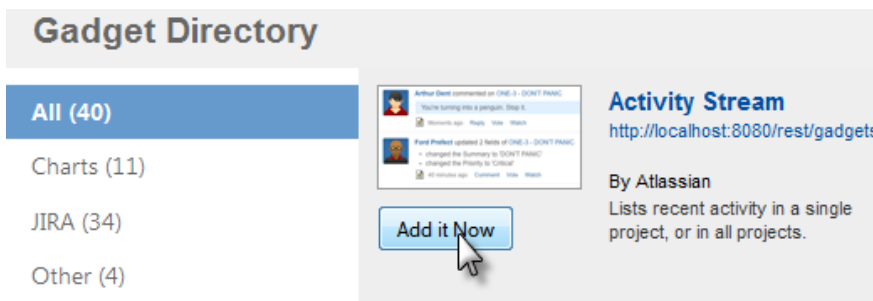 Gadget Directory
All (40)
Charts (11)
JIRA (34)
Other (4)
Arthur Dent commented on ONE-3 - DON'T PANIC
You're turning into a penguin. Stop it.
Moments ago Reply Vote Watch
Ford Prefect updated 2 fields of ONE-3 - DON'T PANIC
• changed the Summary to 'DON'T PANIC'
• changed the Priority to 'Critical'
40 minutes ago Comment Vote Watch
Add it Now
Activity Stream
http://localhost:8080/rest/gadgets
By Atlassian
Lists recent activity in a single
project, or in all projects.